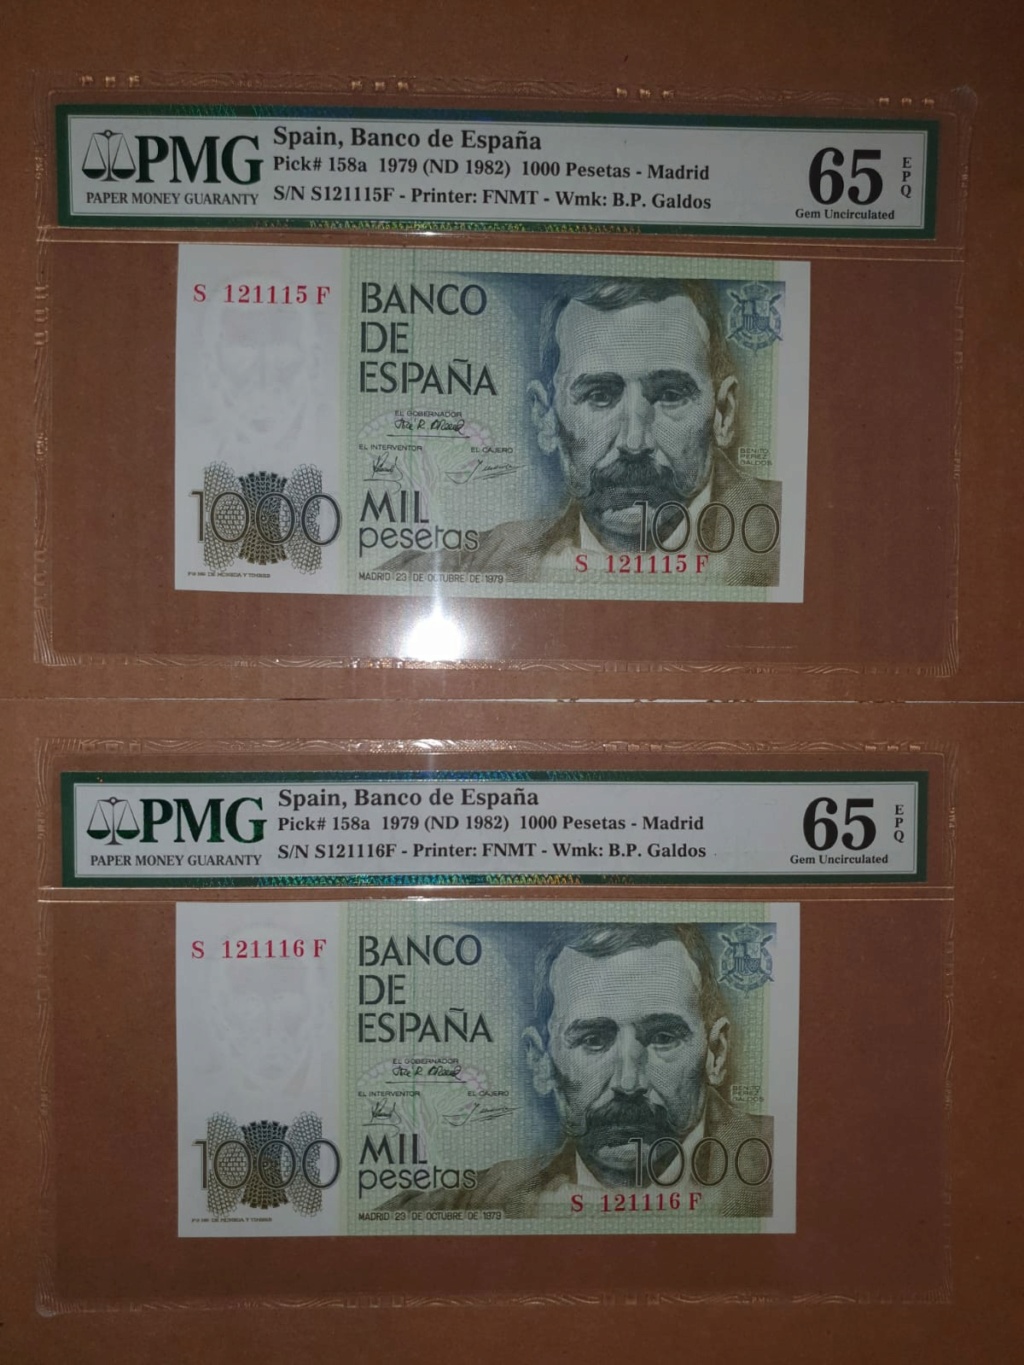 PMG
PAPER MONEY GUARANTY
Spain, Banco de España
Pick# 158a 1979 (ND 1982) 1000 Pesetas - Madrid
S/N S121115F - Printer: FNMT - Wmk: B.P. Galdos
65
EPQ
Gem Uncirculated
S 121115 F
BANCO
DE
ESPAÑA
EL GOBERNADOR
EL INTERVENTOR
EL CAJERO
BENITO
PEREZ
GALDOS
1000
MIL
pesetas
1000
S 121115 F
MADRID 23 DE OCTUBRE DE 1979
PMG
PAPER MONEY GUARANTY
Spain, Banco de España
Pick# 158a 1979 (ND 1982) 1000 Pesetas - Madrid
S/N S121116F - Printer: FNMT - Wmk: B.P. Galdos
65
EPQ
Gem Uncirculated
S 121116 F
BANCO
DE
ESPAÑA
EL GOBERNADOR
EL INTERVENTOR
EL CAJERO
BENITO
PEREZ
GALDOS
1000
MIL
pesetas
1000
S 121116 F
MADRID 23 DE OCTUBRE DE 1979